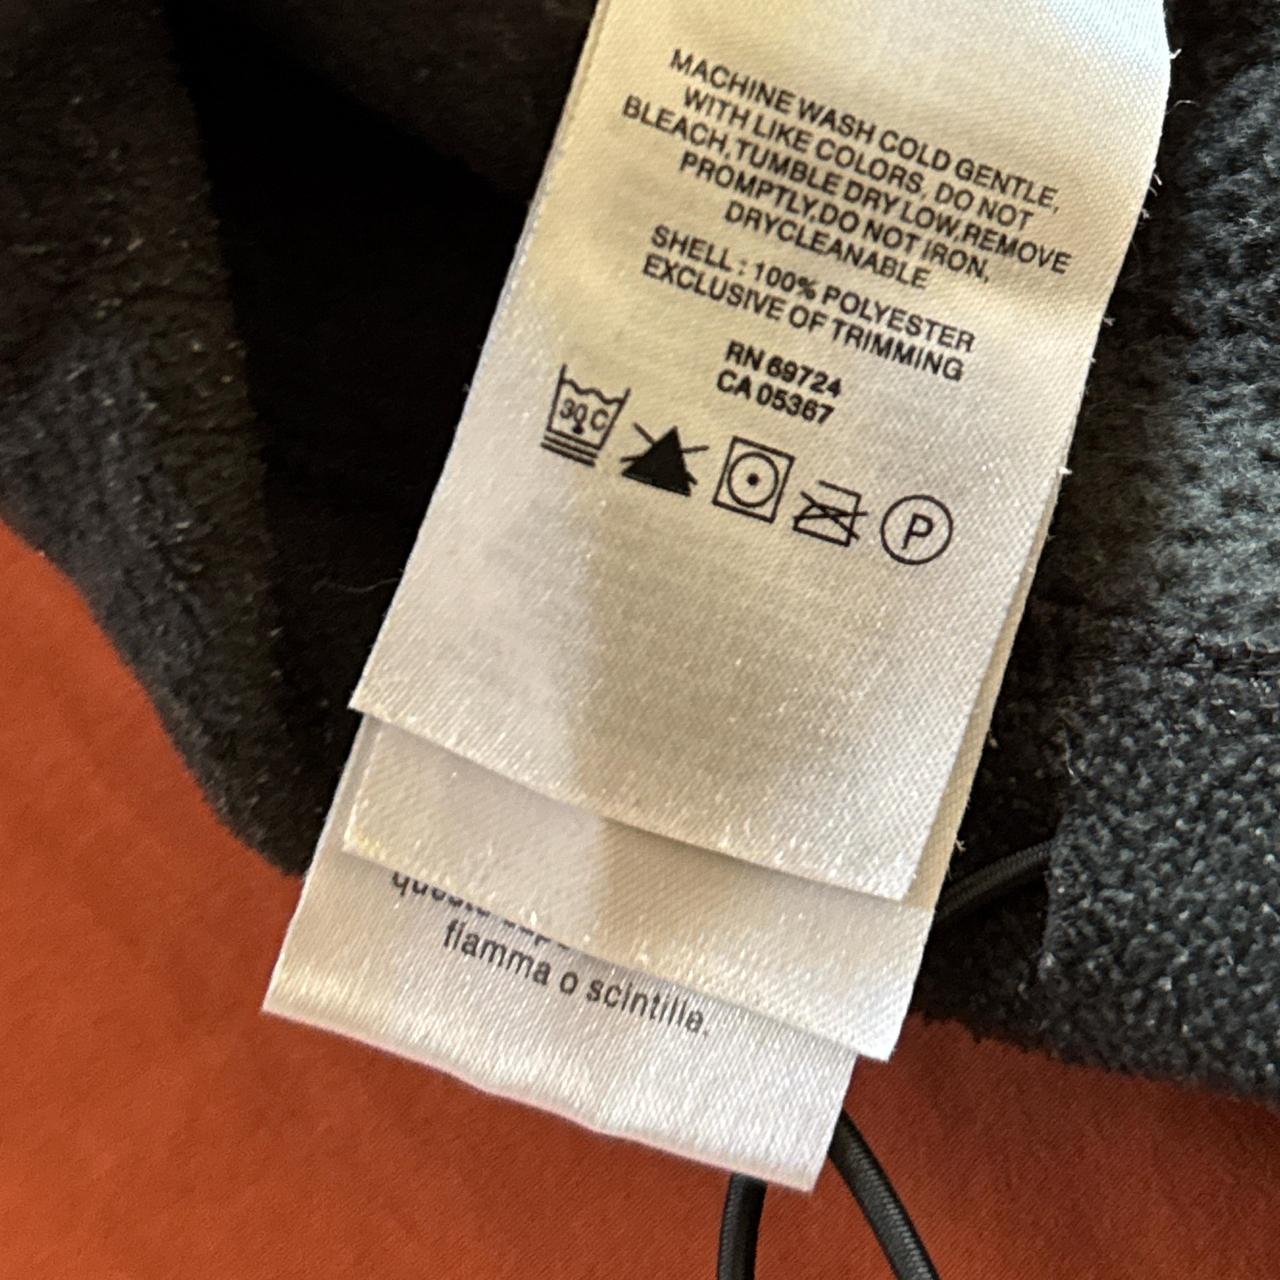 MACHINE WASH COLD GENTLE,
WITH LIKE COLORS, DO NOT
BLEACH,TUMBLE DRY LOW,REMOVE
PROMPTLY,DO NOT IRON,
DRYCLEANABLE
SHELL : 100% POLYESTER
EXCLUSIVE OF TRIMMING
RN 69724
CA 05367
30 C
P
fiamma o scintille.